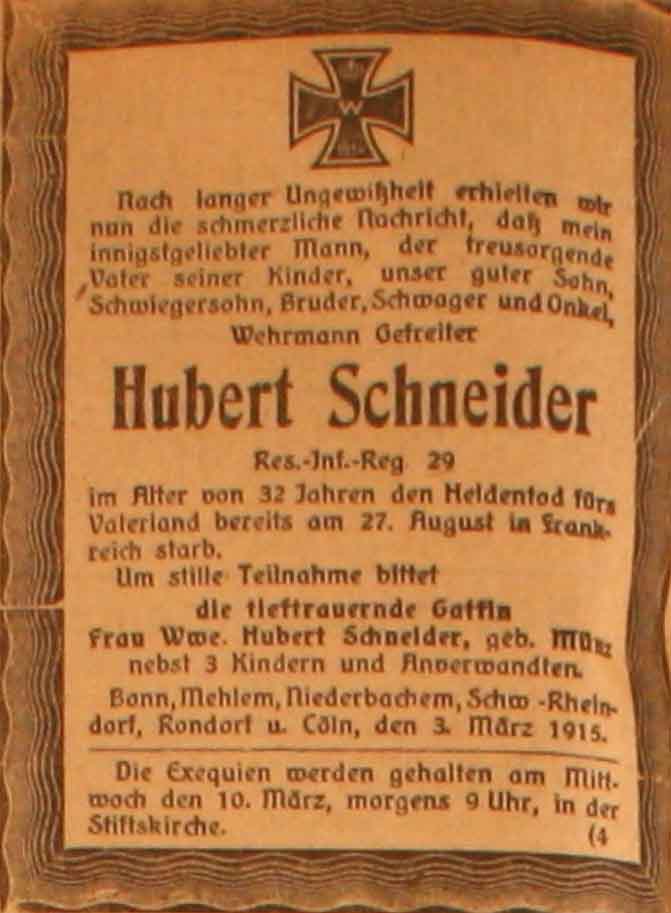 W
1914
Nach langer Ungewißheit erhielten wir
nun die schmerzliche Nachricht, daß mein
innigstgeliebter Mann, der treusorgende
Vater seiner Kinder, unser guter Sohn,
Schwiegersohn, Bruder, Schwager und Onkel,
Wehrmann Gefreiter
Hubert Schneider
Res.-Inf.-Reg. 29
im Alter von 32 Jahren den Heldentod fürs
Vaterland bereits am 27. August in Frank-
reich starb.
Um stille Teilnahme bittet
die tieftrauernde Gattin
Frau Wwe. Hubert Schneider, geb. Münz
nebst 3 Kindern und Anverwandten.
Bonn, Mehlem, Niederbachem, Schw.-Rhein-
dorf, Rondorf u. Cöln, den 3. März 1915.
Die Exequien werden gehalten am Mitt-
woch den 10. März, morgens 9 Uhr, in der
Stiftskirche. (4